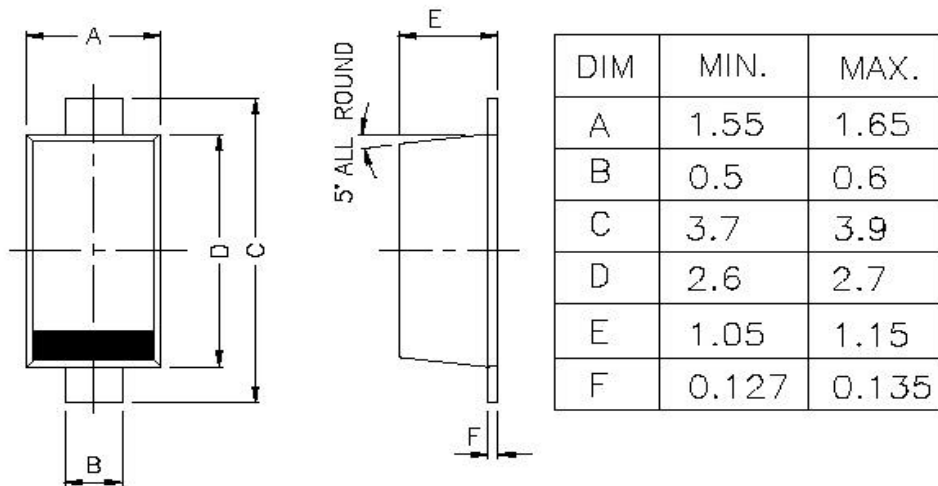 A
D
C
B
E
5° ALL ROUND
F
DIM MIN. MAX.
A 1.55 1.65
B 0.5 0.6
C 3.7 3.9
D 2.6 2.7
E 1.05 1.15
F 0.127 0.135